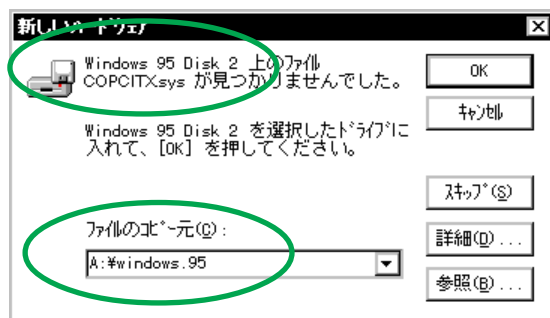 新しいハードウェア
Windows 95 Disk 2 上のファイル
COPCITX.sys が見つかりませんでした。
Windows 95 Disk 2 を選択したドライブに
入れて、[OK] を押してください。
ファイルのコピー元(C):
A:¥windows.95
OK
キャンセル
スキップ(S)
詳細(D)...
参照(B)...